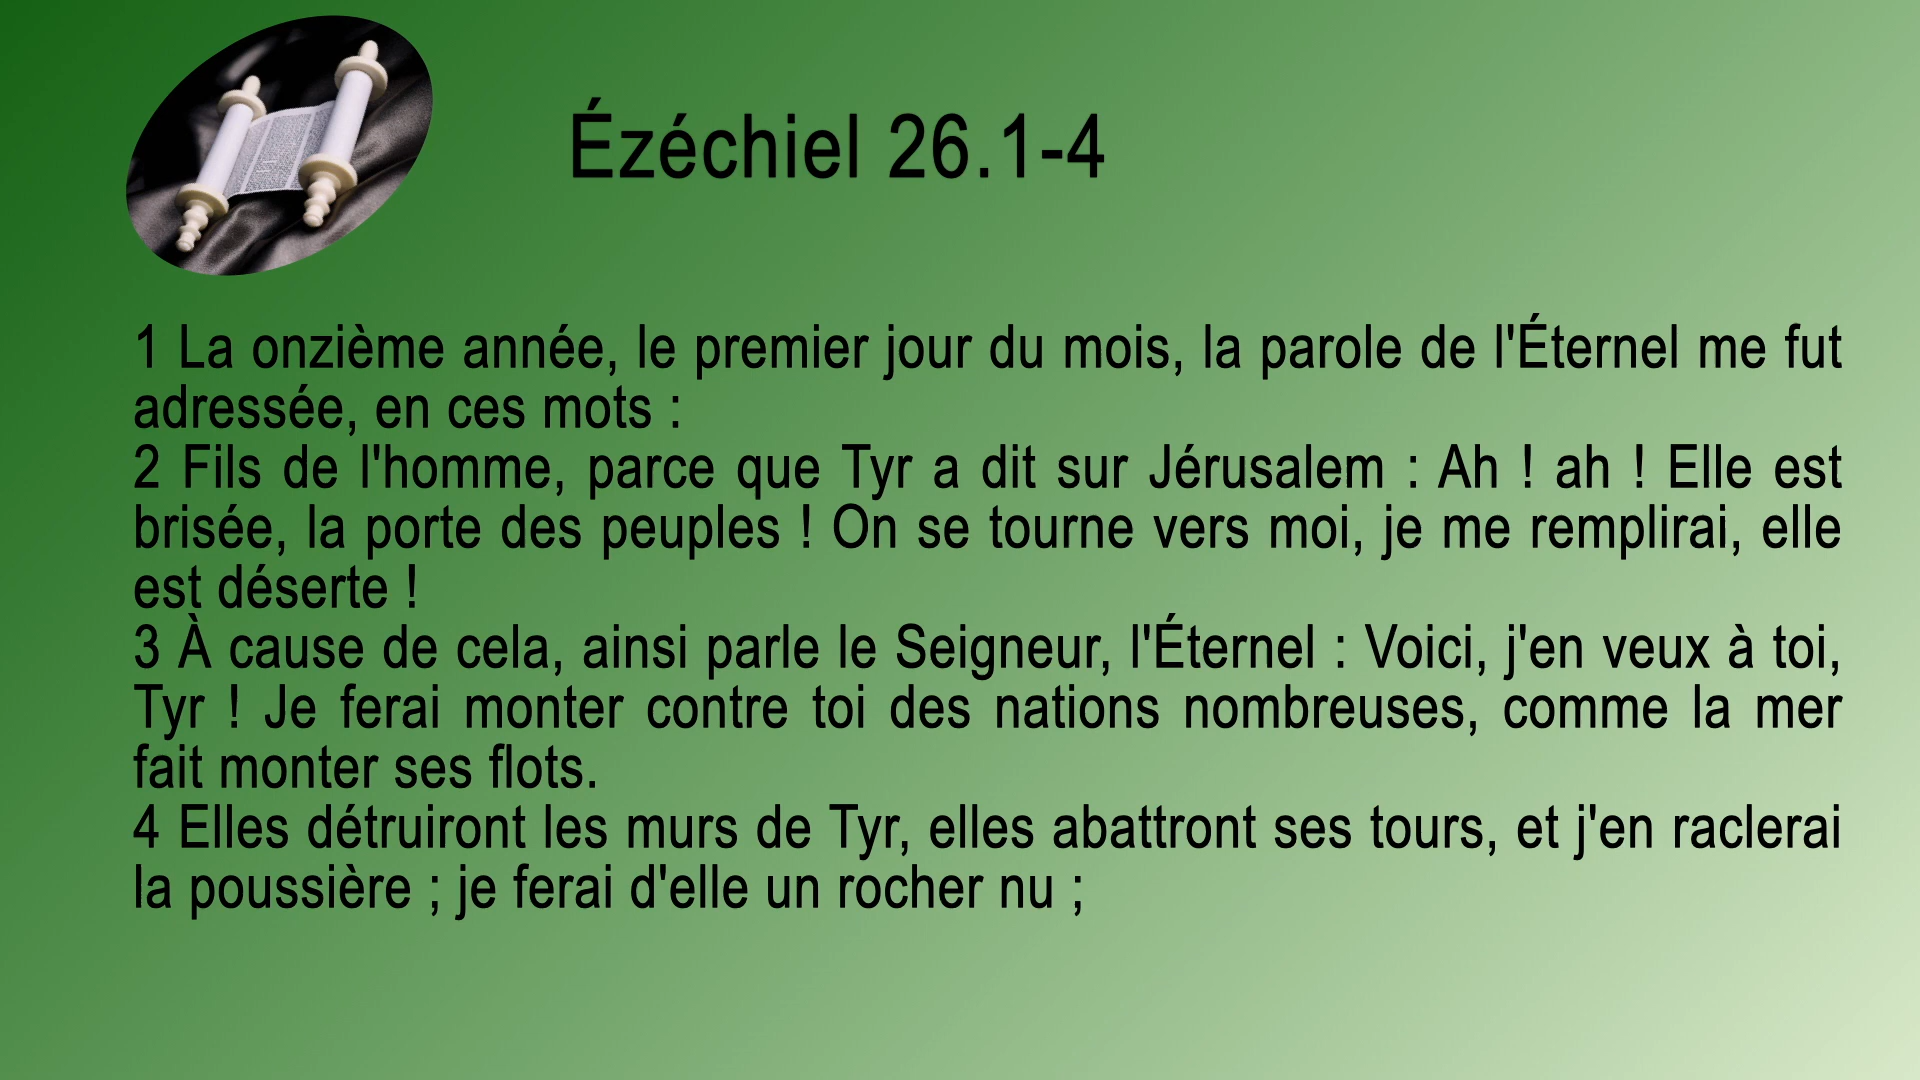 Ézéchiel 26.1-4
1 La onzième année, le premier jour du mois, la parole de l'Éternel me fut
adressée, en ces mots :
2 Fils de l'homme, parce que Tyr a dit sur Jérusalem : Ah ! ah ! Elle est
brisée, la porte des peuples ! On se tourne vers moi, je me remplirai, elle
est déserte !
3 À cause de cela, ainsi parle le Seigneur, l'Éternel : Voici, j'en veux à toi,
Tyr ! Je ferai monter contre toi des nations nombreuses, comme la mer
fait monter ses flots.
4 Elles détruiront les murs de Tyr, elles abattront ses tours, et j'en raclerai
la poussière ; je ferai d'elle un rocher nu ;